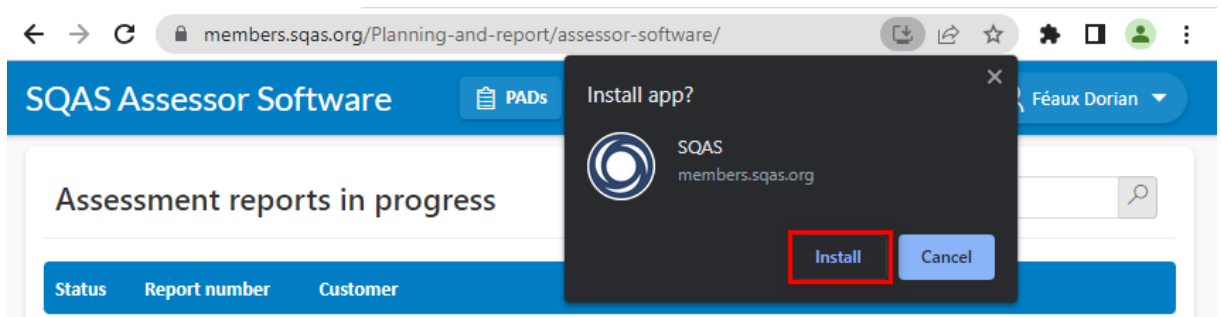 members.sqas.org/Planning-and-report/assessor-software/
SQAS Assessor Software
PADs
Install app?
Féaux Dorian
SQAS
members.sqas.org
Assessment reports in progress
Install
Cancel
Status Report number Customer